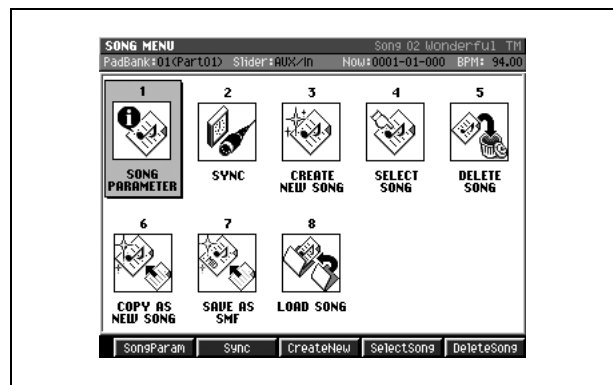 SONG MENU Song 02 Wonderful TM
PadBank:01(Part01) Slider:AUX/In Now:0001-01-000 BPM: 94.00
1 2 3 4 5
SONG PARAMETER
SYNC
CREATE NEW SONG
SELECT SONG
DELETE SONG
6 7 8
COPY AS NEW SONG
SAVE AS SMF
LOAD SONG
SongParam Sync CreateNew SelectSong DeleteSong